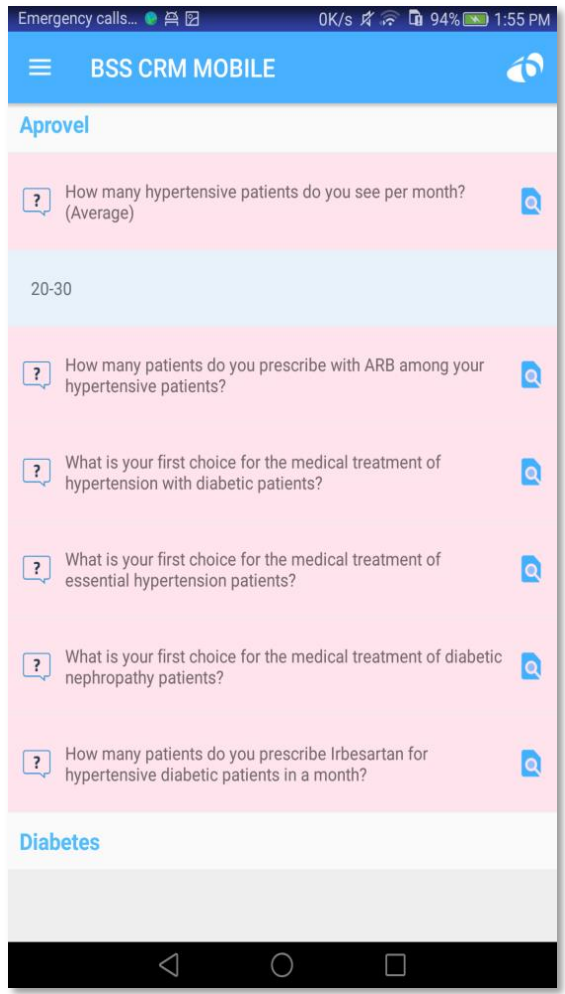 Emergency calls... 0K/s 94% 1:55 PM
BSS CRM MOBILE
Aprovel
? How many hypertensive patients do you see per month?
(Average)
20-30
? How many patients do you prescribe with ARB among your
hypertensive patients?
? What is your first choice for the medical treatment of
hypertension with diabetic patients?
? What is your first choice for the medical treatment of
essential hypertension patients?
? What is your first choice for the medical treatment of diabetic
nephropathy patients?
? How many patients do you prescribe Irbesartan for
hypertensive diabetic patients in a month?
Diabetes